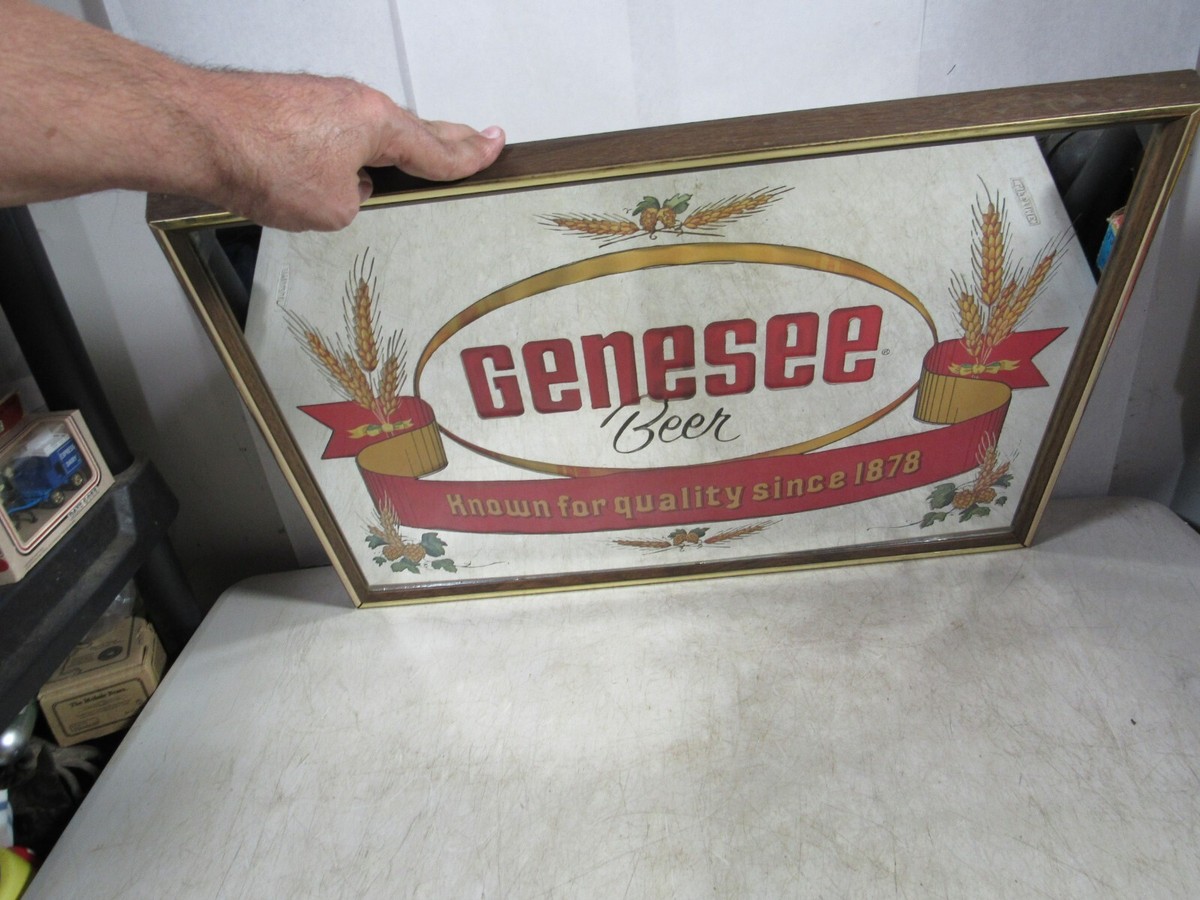 Genesee®
Beer
Known for quality since 1878